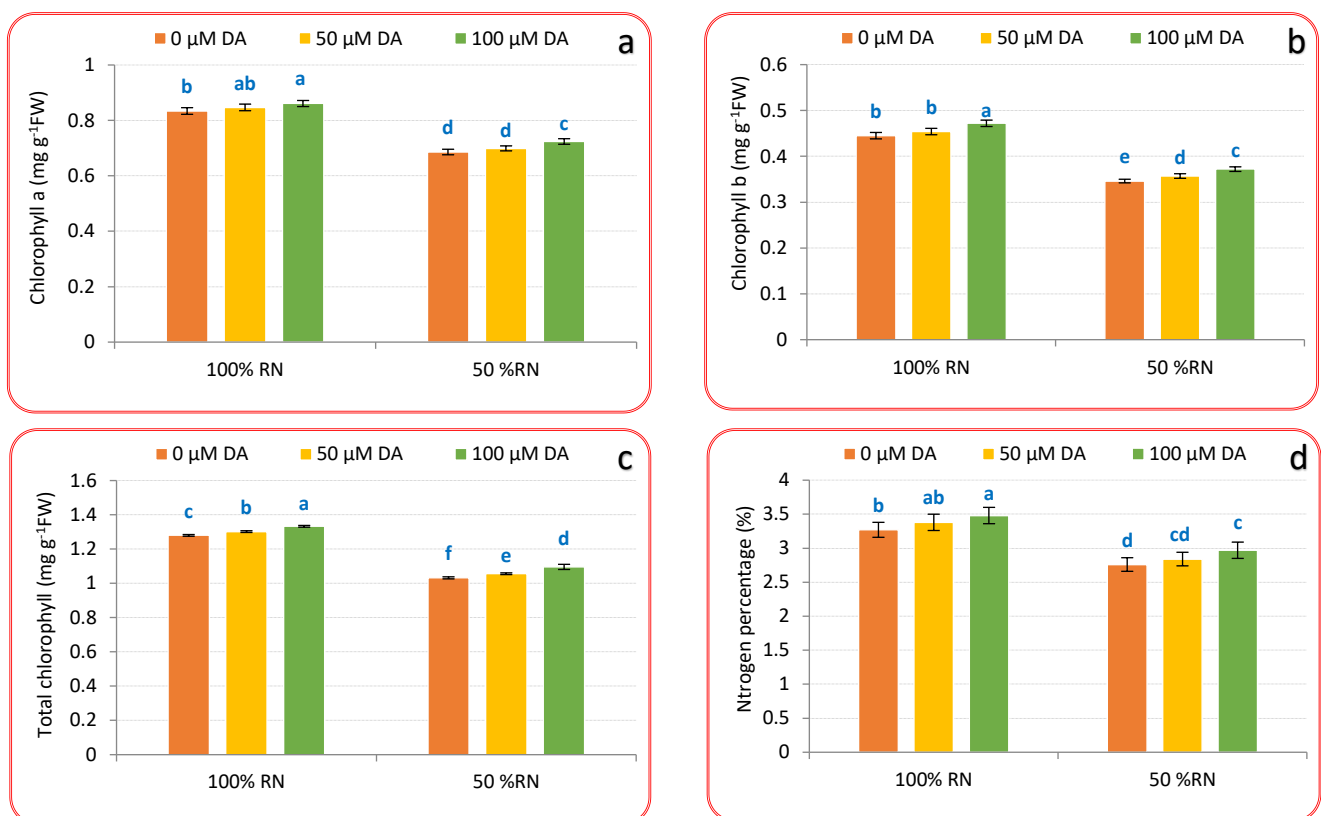 0 µM DA 50 µM DA 100 µM DA
a
Chlorophyll a (mg g⁻¹FW)
1
0.8
0.6
0.4
0.2
0
b ab a d d c
100% RN 50 %RN
0 µM DA 50 µM DA 100 µM DA
b
Chlorophyll b (mg g⁻¹FW)
0.6
0.5
0.4
0.3
0.2
0.1
0
b b a e d c
100% RN 50 %RN
0 µM DA 50 µM DA 100 µM DA
c
Total chlorophyll (mg g⁻¹FW)
1.6
1.4
1.2
1
0.8
0.6
0.4
0.2
0
c b a f e d
100% RN 50 %RN
0 µM DA 50 µM DA 100 µM DA
d
Ntrogen percentage (%)
4
3.5
3
2.5
2
1.5
1
0.5
0
b ab a d cd c
100% RN 50 %RN